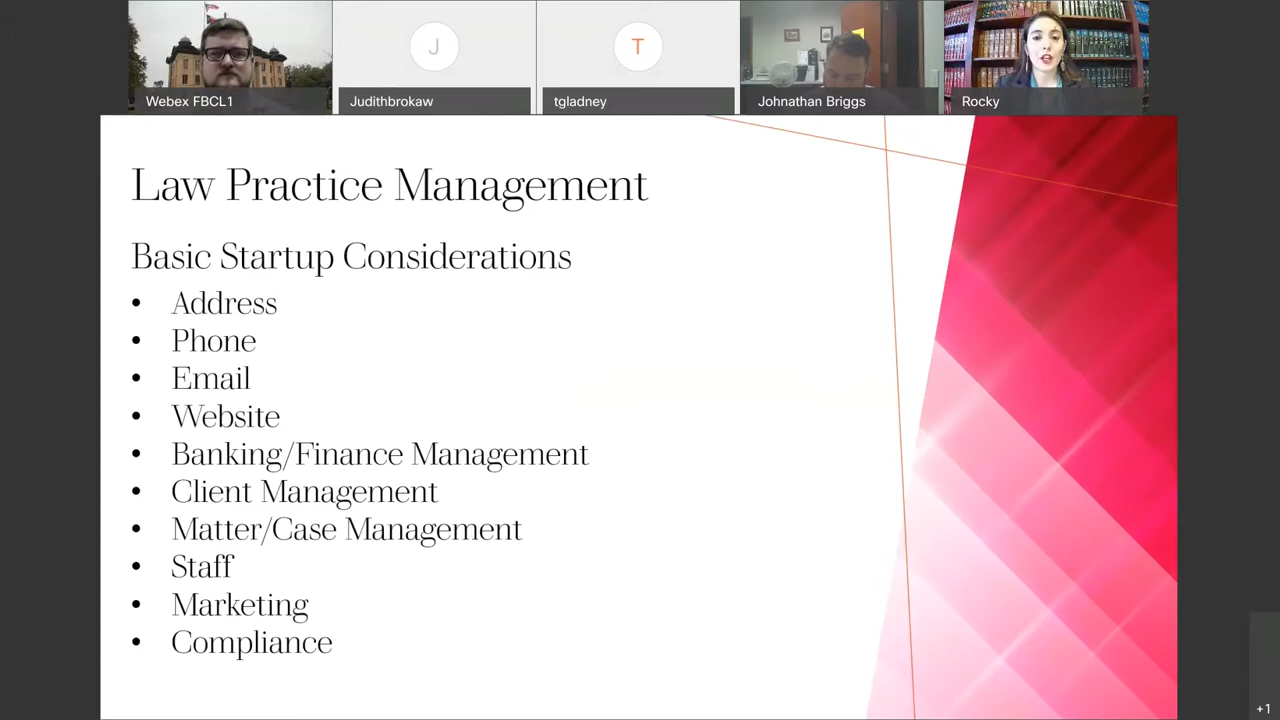 J
T
Webex FBCL1
Judithbrokaw
tgladney
Johnathan Briggs
Rocky
Law Practice Management
Basic Startup Considerations
• Address
• Phone
• Email
• Website
• Banking/Finance Management
• Client Management
• Matter/Case Management
• Staff
• Marketing
• Compliance
+1